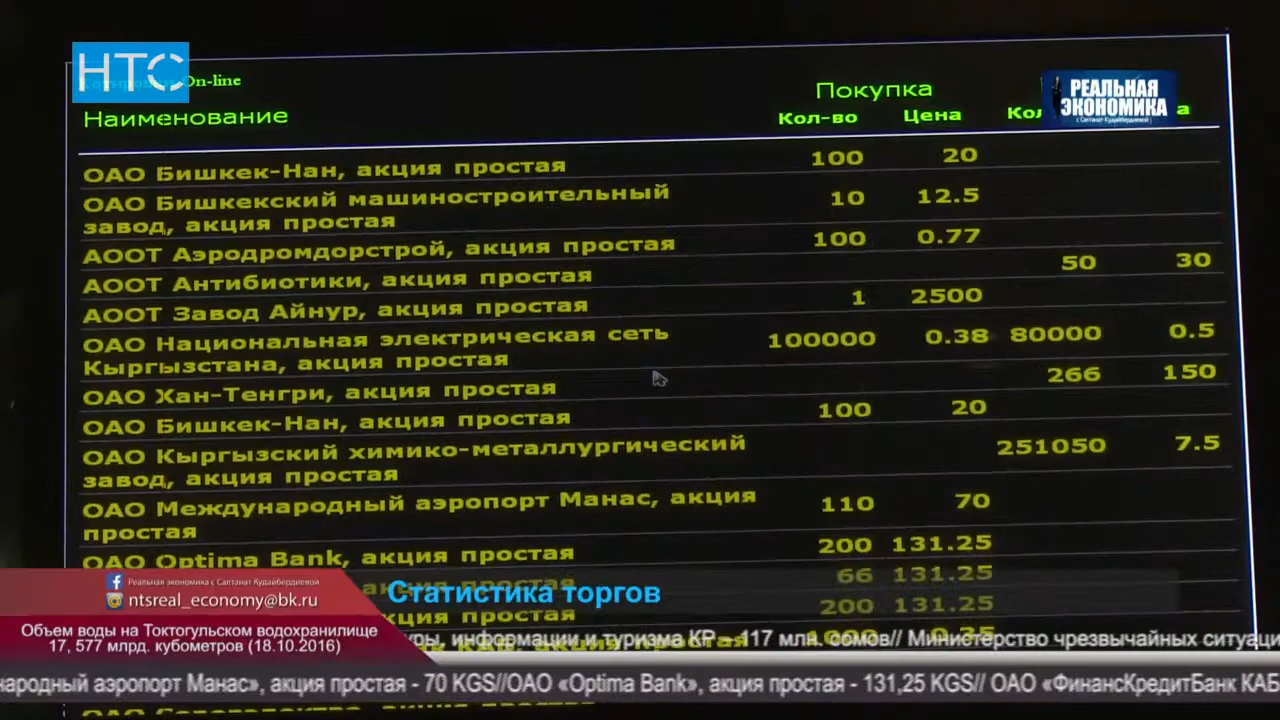 НТС
On-line
РЕАЛЬНАЯ
ЭКОНОМИКА
с Салтанат Кудайбердиевой
Покупка
Наименование Кол-во Цена
ОАО Бишкек-Нан, акция простая 100 20
ОАО Бишкекский машиностроительный 10 12.5
завод, акция простая
АООТ Аэродромдорстрой, акция простая 100 0.77
АООТ Антибиотики, акция простая 50 30
АООТ Завод Айнур, акция простая 1 2500
ОАО Национальная электрическая сеть 100000 0.38 80000 0.5
Кыргызстана, акция простая
ОАО Хан-Тенгри, акция простая 266 150
ОАО Бишкек-Нан, акция простая 100 20
ОАО Кыргызский химико-металлургический 251050 7.5
завод, акция простая
ОАО Международный аэропорт Манас, акция 110 70
простая
ОАО Optima Bank, акция простая 200 131.25
66 131.25
200 131.25
Реальная экономика с Салтанат Кудайбердиевой
ntsreal_economy@bk.ru
Статистика торгов
Объем воды на Токтогульском водохранилище
17, 577 млрд. кубометров (18.10.2016)
уры, информации и туризма КР – 117 млн. сомов// Министерство чрезвычайных ситуаци
народный аэропорт Манас», акция простая - 70 KGS//ОАО «Optima Bank», акция простая - 131,25 KGS// ОАО «ФинансКредитБанк КАБ